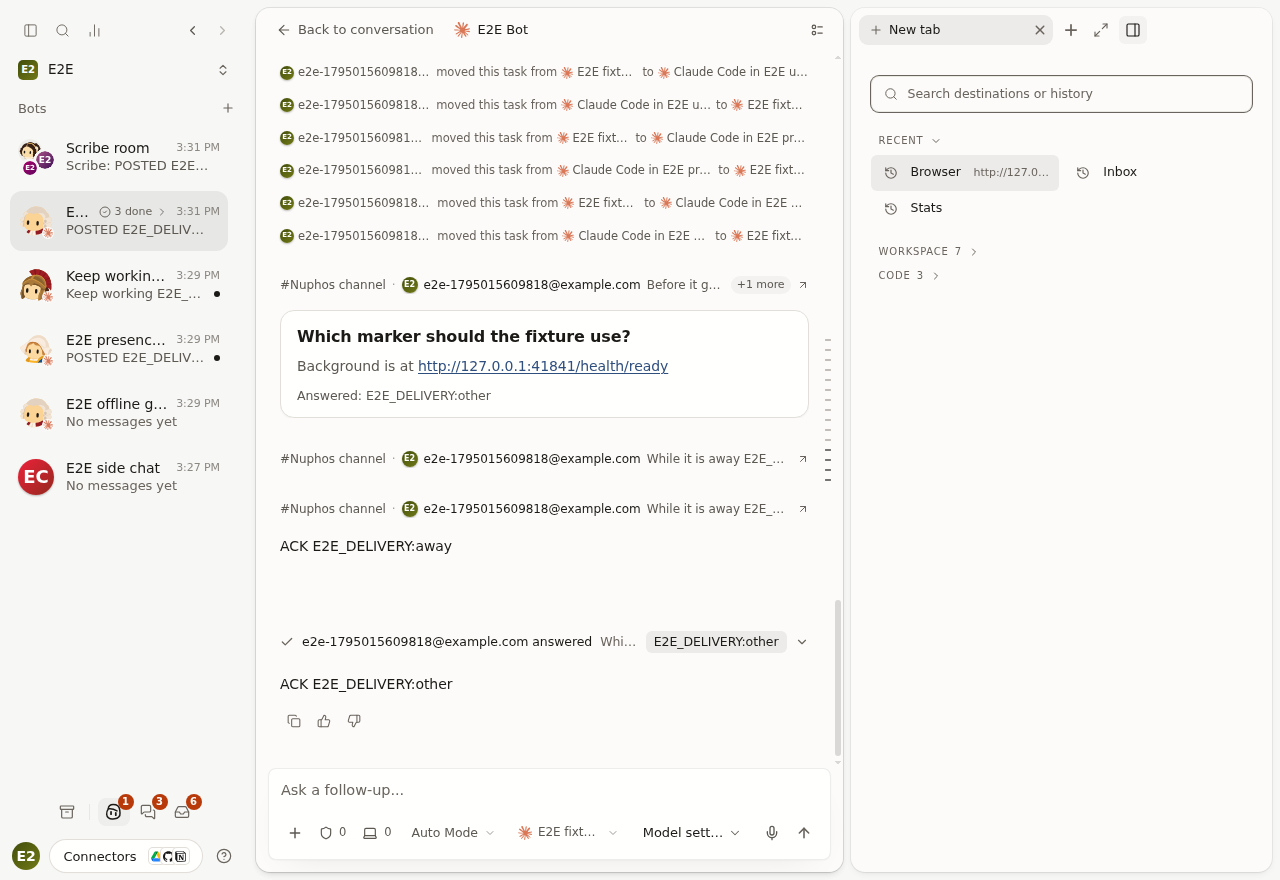 E2 E2E
Bots
Scribe room 3:31 PM
E2 E2
Scribe: POSTED E2E…
E… 3 done 3:31 PM
POSTED E2E_DELIV…
Keep workin… 3:29 PM
Keep working E2E_…
E2E presenc… 3:29 PM
POSTED E2E_DELIV…
E2E offline g… 3:29 PM
No messages yet
EC E2E side chat 3:27 PM
No messages yet
1 3 6
E2 Connectors
Back to conversation E2E Bot
E2 e2e-1795015609818… moved this task from E2E fixt… to Claude Code in E2E u…
E2 e2e-1795015609818… moved this task from Claude Code in E2E u… to E2E fixt…
E2 e2e-179501560981… moved this task from E2E fixt… to Claude Code in E2E pr…
E2 e2e-179501560981… moved this task from Claude Code in E2E pr… to E2E fixt…
E2 e2e-1795015609818… moved this task from E2E fixt… to Claude Code in E2E …
E2 e2e-1795015609818… moved this task from Claude Code in E2E … to E2E fixt…
#Nuphos channel · E2 e2e-1795015609818@example.com Before it g… +1 more
Which marker should the fixture use?
Background is at http://127.0.0.1:41841/health/ready
Answered: E2E_DELIVERY:other
#Nuphos channel · E2 e2e-1795015609818@example.com While it is away E2E_…
#Nuphos channel · E2 e2e-1795015609818@example.com While it is away E2E_…
ACK E2E_DELIVERY:away
e2e-1795015609818@example.com answered Whi… E2E_DELIVERY:other
ACK E2E_DELIVERY:other
Ask a follow-up…
0 0 Auto Mode E2E fixt… Model sett…
New tab
Search destinations or history
RECENT
Browser http://127.0… Inbox
Stats
WORKSPACE 7
CODE 3